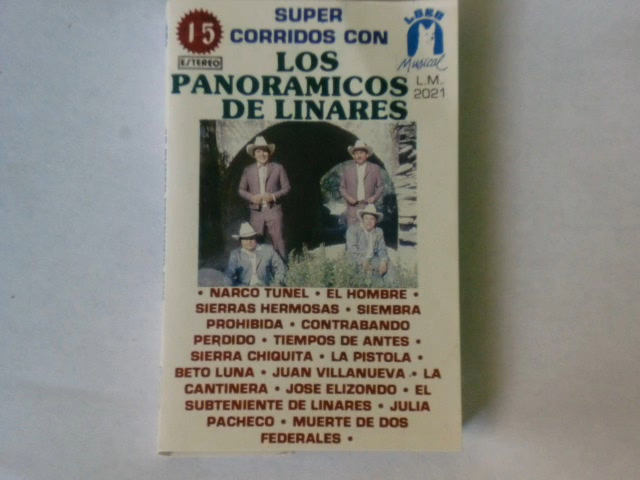 15
E/TEREO
SUPER
CORRIDOS CON
LOS
PANORAMICOS
DE LINARES
Musical
L.M.
2021
• NARCO TUNEL • EL HOMBRE •
SIERRAS HERMOSAS • SIEMBRA
PROHIBIDA • CONTRABANDO
PERDIDO • TIEMPOS DE ANTES •
SIERRA CHIQUITA • LA PISTOLA •
BETO LUNA • JUAN VILLANUEVA • LA
CANTINERA • JOSE ELIZONDO • EL
SUBTENIENTE DE LINARES • JULIA
PACHECO • MUERTE DE DOS
FEDERALES •